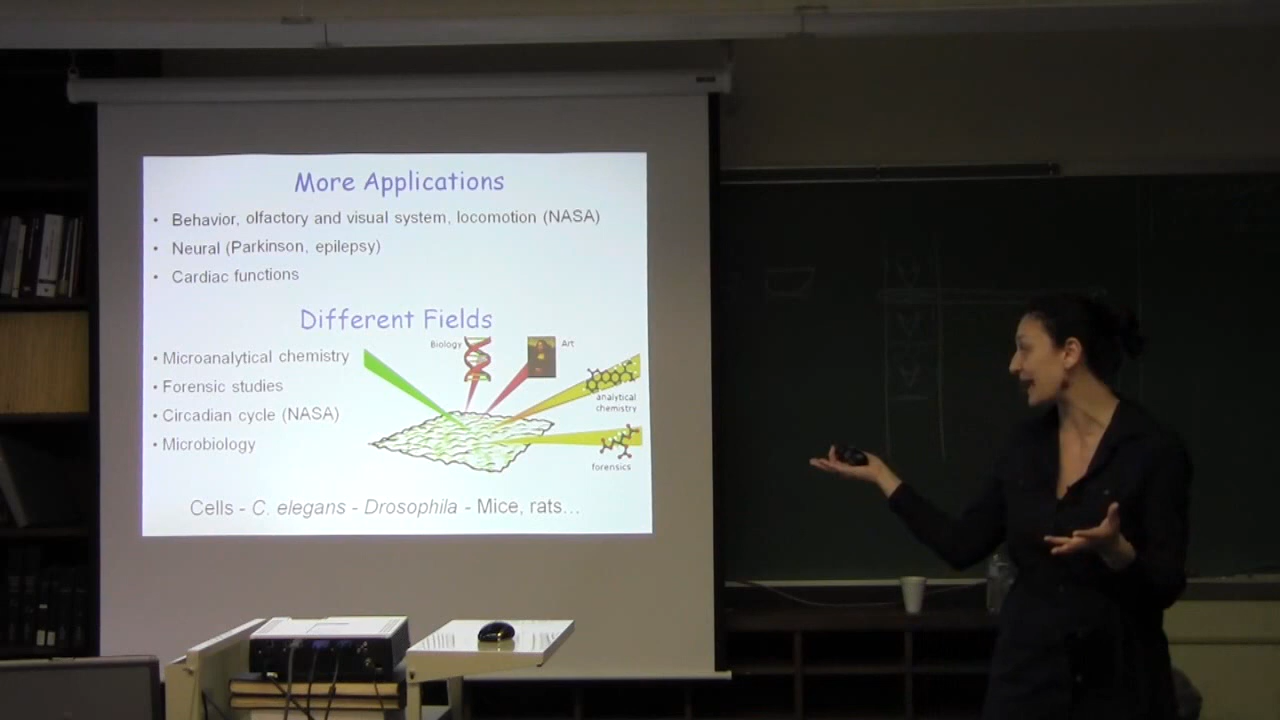 More Applications
• Behavior, olfactory and visual system, locomotion (NASA)
• Neural (Parkinson, epilepsy)
• Cardiac functions
Different Fields
• Microanalytical chemistry
• Forensic studies
• Circadian cycle (NASA)
• Microbiology
Biology
Art
analytical
chemistry
forensics
Cells - C. elegans - Drosophila - Mice, rats...